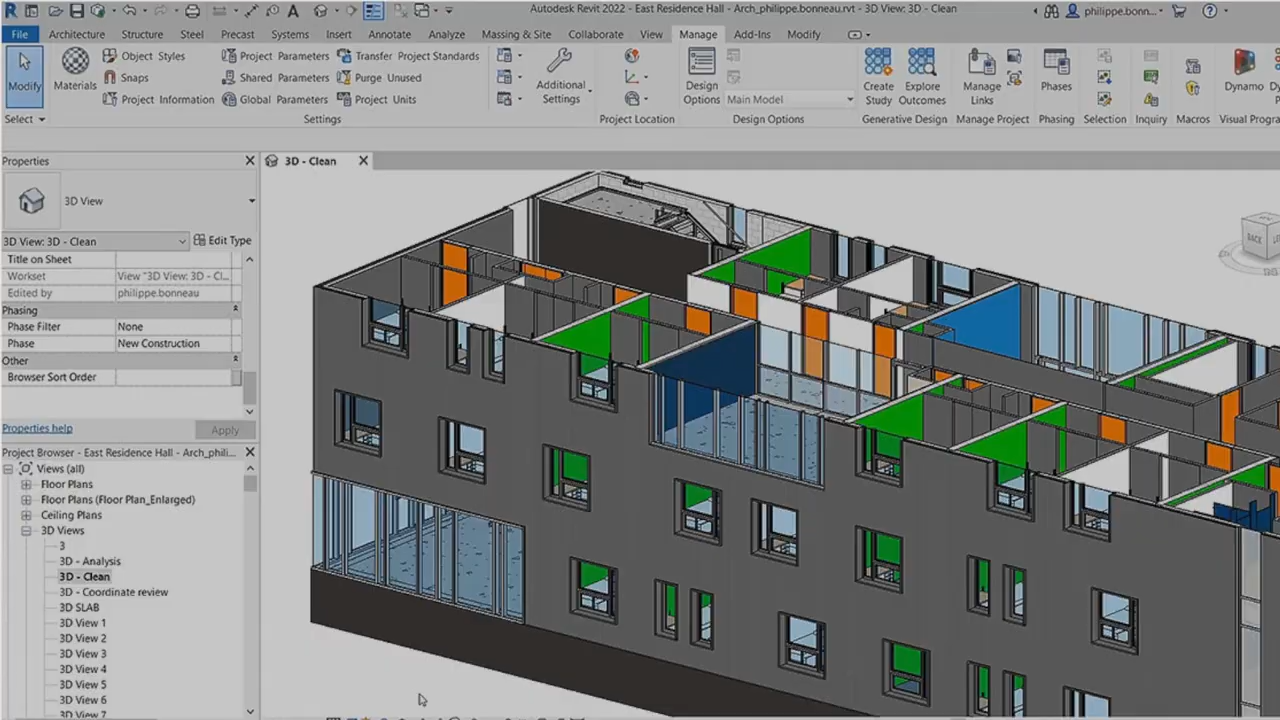 Autodesk Revit 2022 - East Residence Hall - Arch_philippe.bonneau.rvt - 3D View: 3D - Clean
philippe.bonn...
File Architecture Structure Steel Precast Systems Insert Annotate Analyze Massing & Site Collaborate View Manage Add-Ins Modify
Modify
Materials
Object Styles
Snaps
Project Information
Project Parameters
Shared Parameters
Global Parameters
Transfer Project Standards
Purge Unused
Project Units
Additional Settings
Design Options
Main Model
Create Study
Explore Outcomes
Manage Links
Phases
Dynamo
Select
Settings
Project Location
Design Options
Generative Design
Manage Project
Phasing
Selection
Inquiry
Macros
Visual Progra
Properties
3D - Clean
3D View
3D View: 3D - Clean
Edit Type
Title on Sheet
Workset View "3D View: 3D - Cl...
Edited by philippe.bonneau
Phasing
Phase Filter None
Phase New Construction
Other
Browser Sort Order
Properties help
Apply
Project Browser - East Residence Hall - Arch_phili...
Views (all)
Floor Plans
Floor Plans (Floor Plan_Enlarged)
Ceiling Plans
3D Views
3
3D - Analysis
3D - Clean
3D - Coordinate review
3D SLAB
3D View 1
3D View 2
3D View 3
3D View 4
3D View 5
3D View 6
3D View 7
BACK